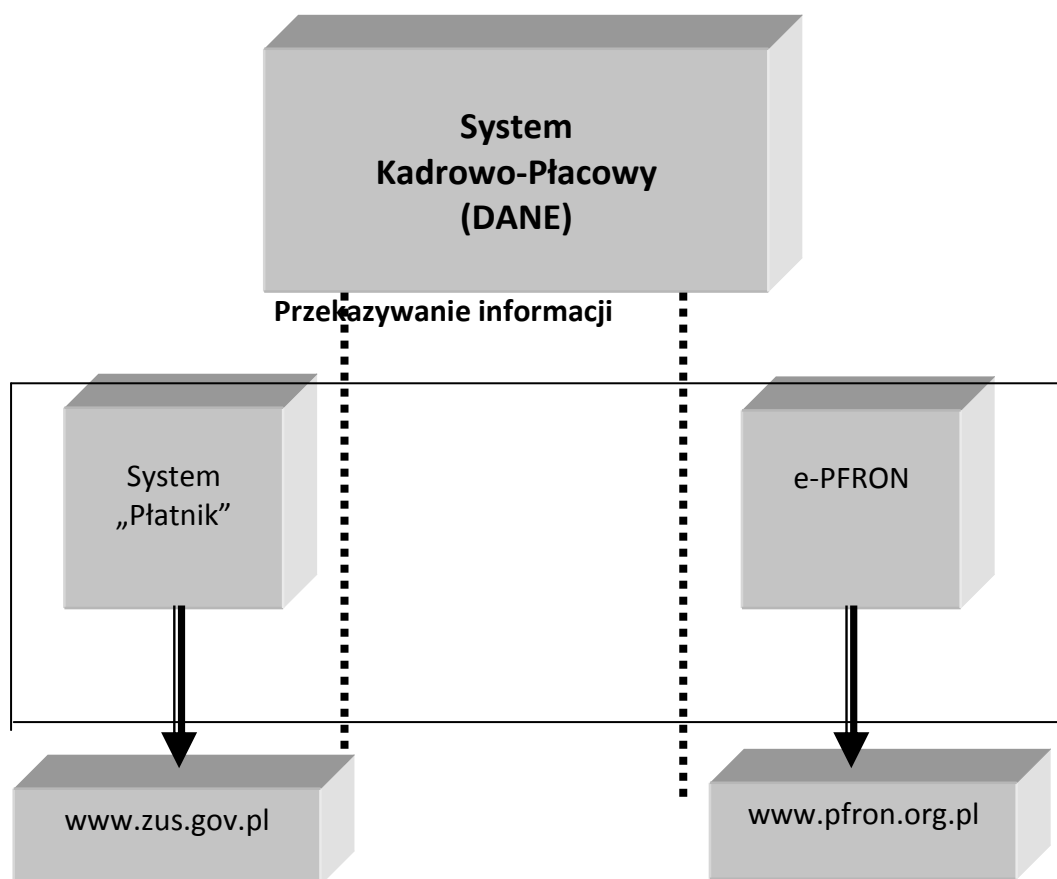 System
Kadrowo-Płacowy
(DANE)
Przekazywanie informacji
System
„Płatnik”
e-PFRON
www.zus.gov.pl
www.pfron.org.pl